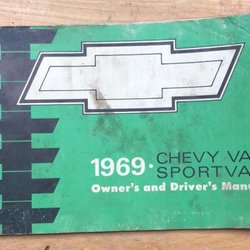 1969. CHEVY VA
SPORTVA
Owner's and Driver's Manu